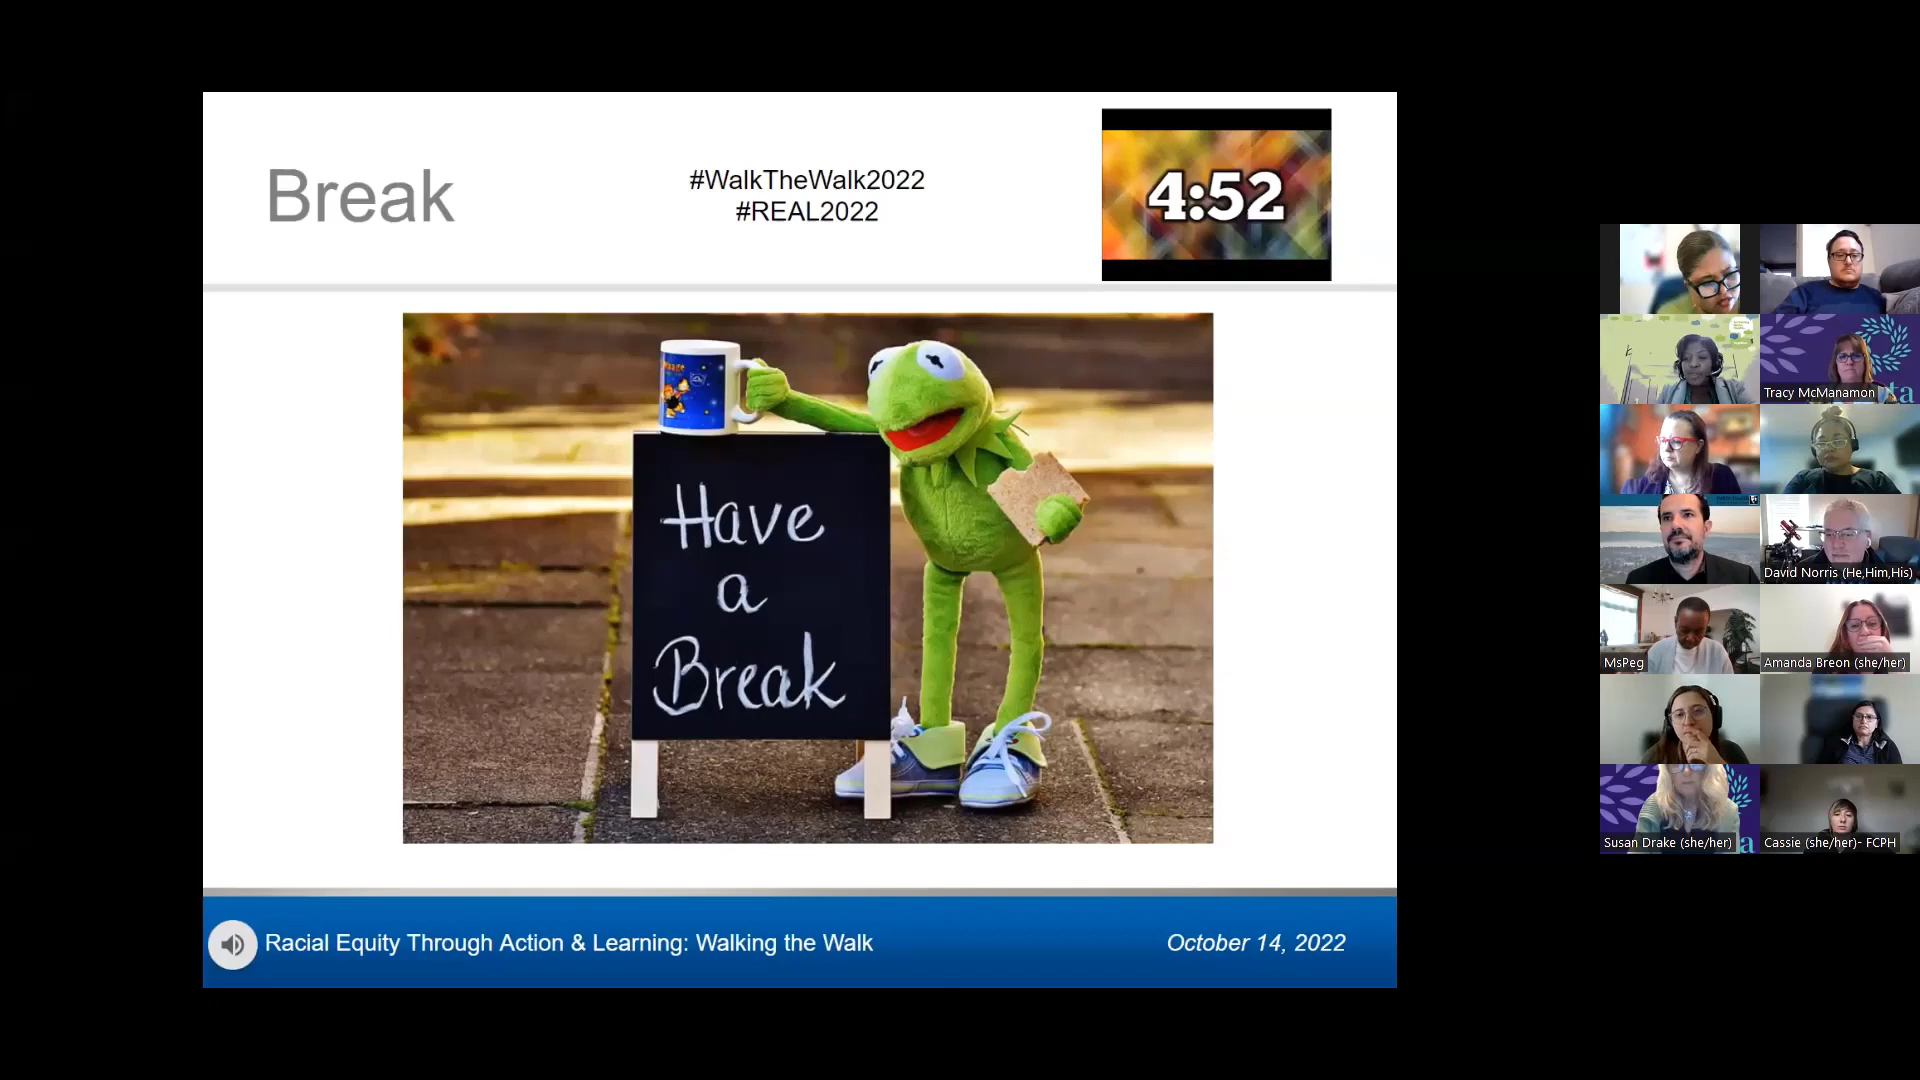 Break
#WalkTheWalk2022
#REAL2022
4:52
Have
a
Break
Racial Equity Through Action & Learning: Walking the Walk
October 14, 2022
Tracy McManamon
David Norris (He,Him,His)
MsPeg
Amanda Breon (she/her)
Susan Drake (she/her)
Cassie (she/her)- FCPH